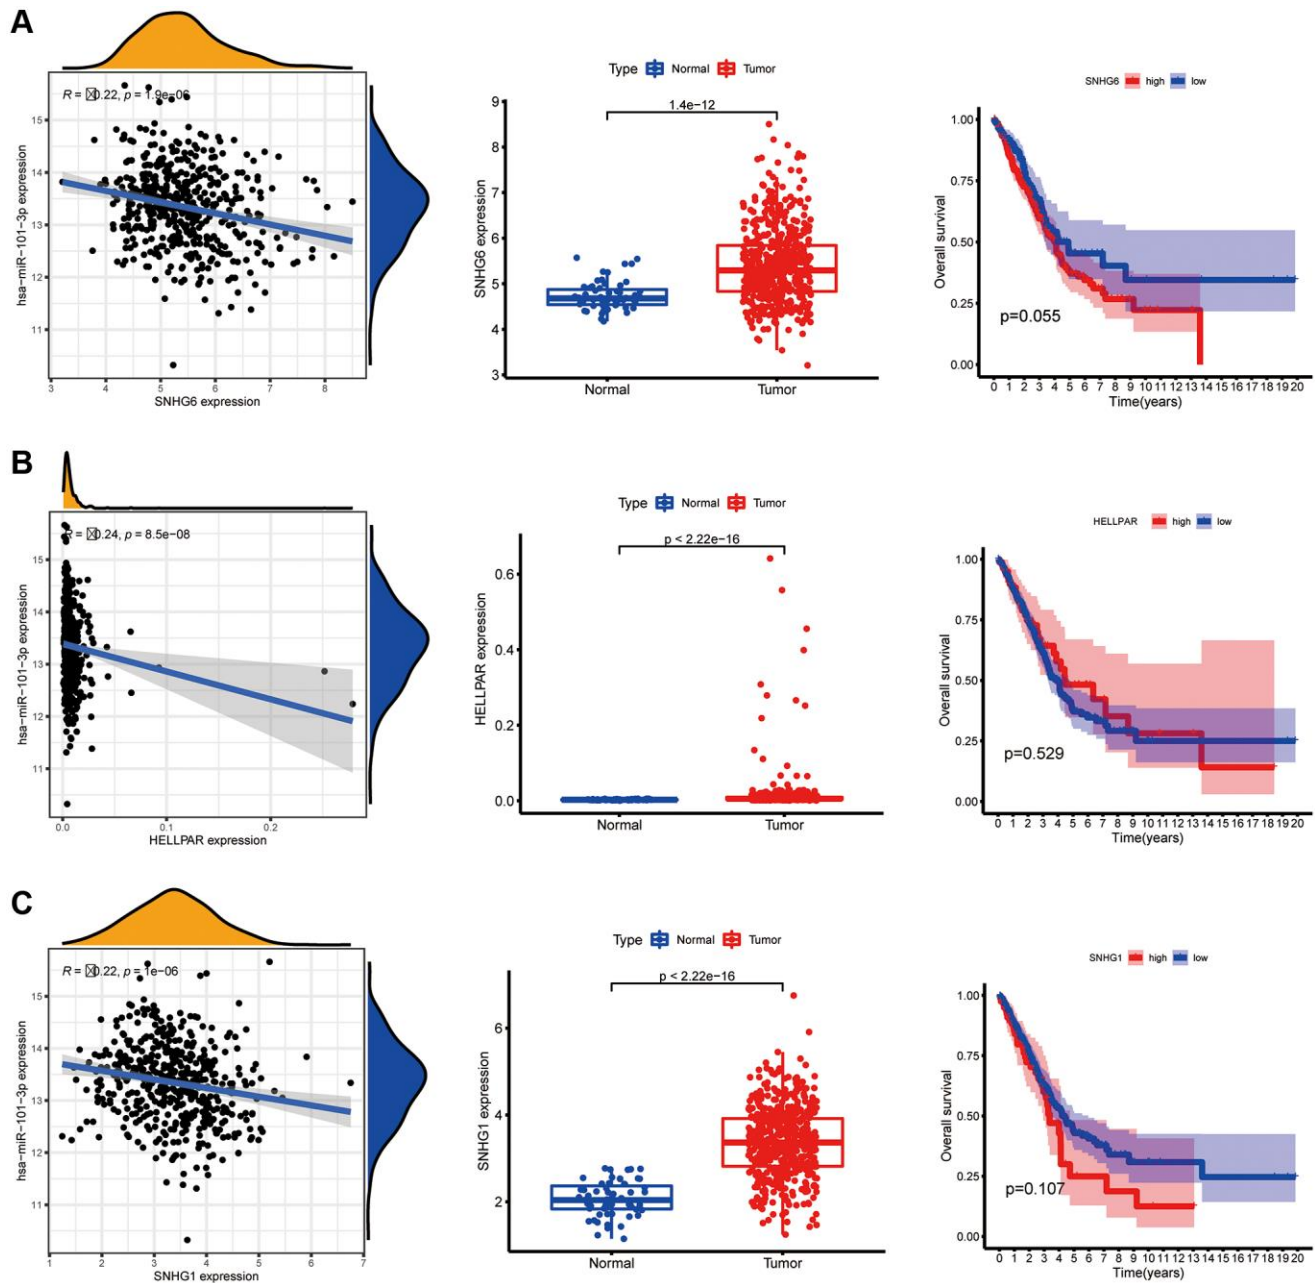 A
R = ☒0.22, p = 1.9e−06
hsa−miR−101−3p expression
15
14
13
12
11
3 4 5 6 7 8
SNHG6 expression
Type Normal Tumor
1.4e−12
SNHG6 expression
9
8
7
6
5
4
3
Normal Tumor
SNHG6 high low
Overall survival
1.00
0.75
0.50
0.25
0.00
p=0.055
0 1 2 3 4 5 6 7 8 9 10 11 12 13 14 15 16 17 18 19 20
Time(years)
B
R = ☒0.24, p = 8.5e−08
hsa−miR−101−3p expression
15
14
13
12
11
0.0 0.1 0.2
HELLPAR expression
Type Normal Tumor
p < 2.22e−16
HELLPAR expression
0.6
0.4
0.2
0.0
Normal Tumor
HELLPAR high low
Overall survival
1.00
0.75
0.50
0.25
0.00
p=0.529
0 1 2 3 4 5 6 7 8 9 10 11 12 13 14 15 16 17 18 19 20
Time(years)
C
R = ☒0.22, p = 1e−06
hsa−miR−101−3p expression
15
14
13
12
11
1 2 3 4 5 6 7
SNHG1 expression
Type Normal Tumor
p < 2.22e−16
SNHG1 expression
6
4
2
Normal Tumor
SNHG1 high low
Overall survival
1.00
0.75
0.50
0.25
0.00
p=0.107
0 1 2 3 4 5 6 7 8 9 10 11 12 13 14 15 16 17 18 19 20
Time(years)